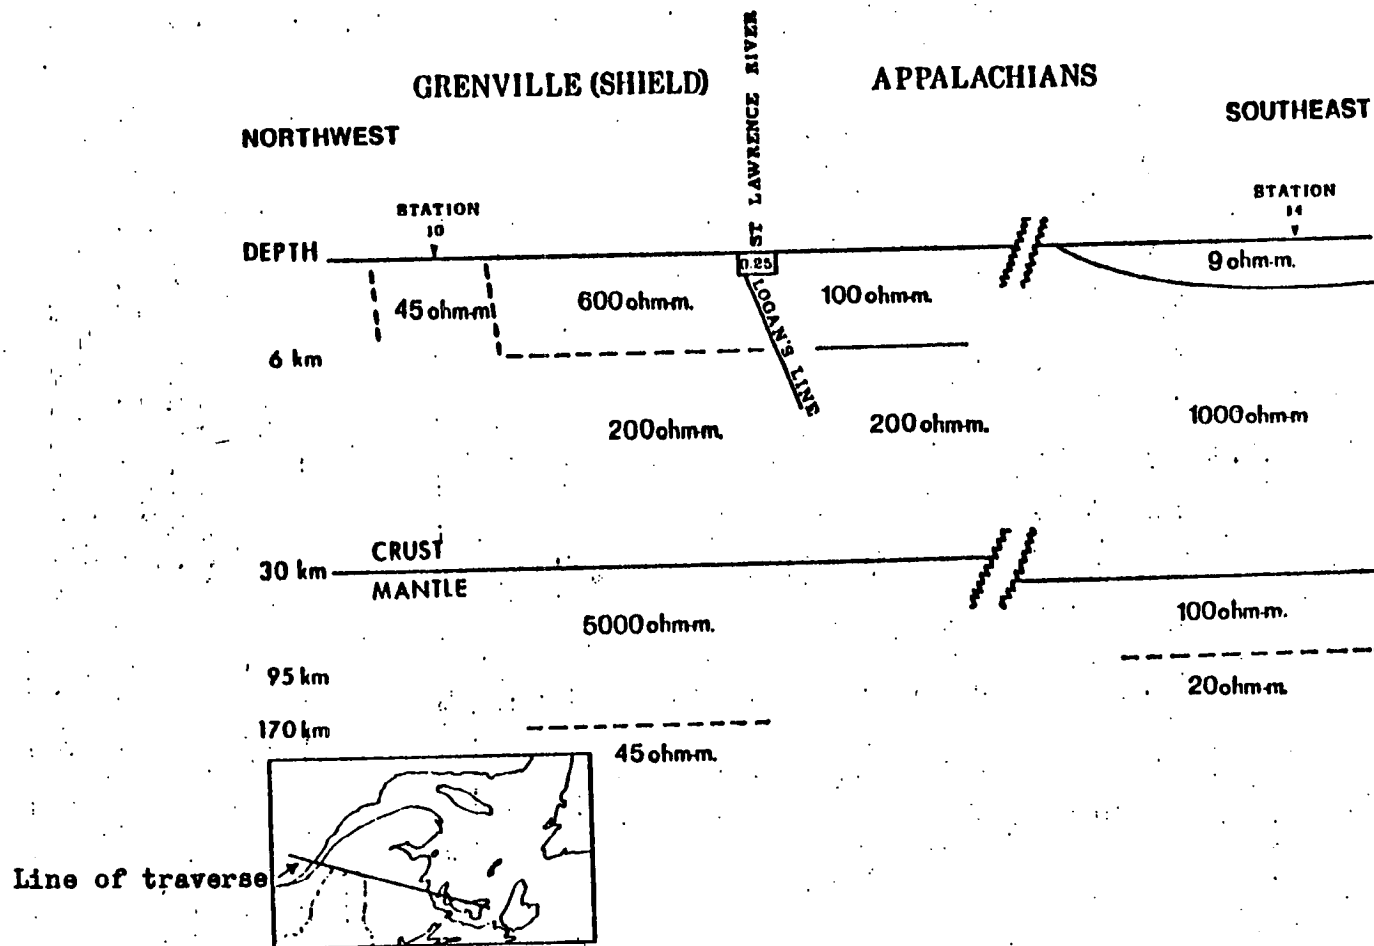 GRENVILLE (SHIELD)
ST LAWRENCE RIVER
APPALACHIANS
NORTHWEST
SOUTHEAST
STATION
10
STATION
14
DEPTH
0.25
9 ohm-m.
45 ohm-m
600 ohm-m.
LOGAN'S LINE
100 ohm-m.
6 km
200 ohm-m.
200 ohm-m.
1000 ohm-m
CRUST
30 km
MANTLE
5000 ohm-m.
100 ohm-m.
95 km
20 ohm-m.
170 km
45 ohm-m.
Line of traverse